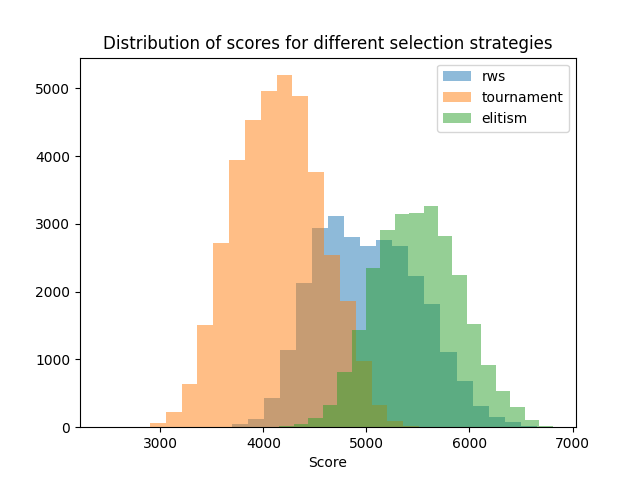 Distribution of scores for different selection strategies
rws
tournament
elitism
5000
4000
3000
2000
1000
0
3000 4000 5000 6000 7000
Score